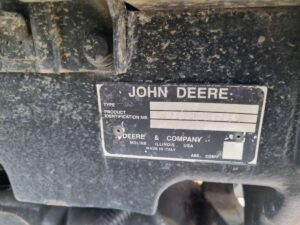 JOHN DEERE
TYPE
PRODUCT
IDENTIFICATION NR
DEERE & COMPANY
MOLINE, ILLINOIS, USA
MADE IN ITALY